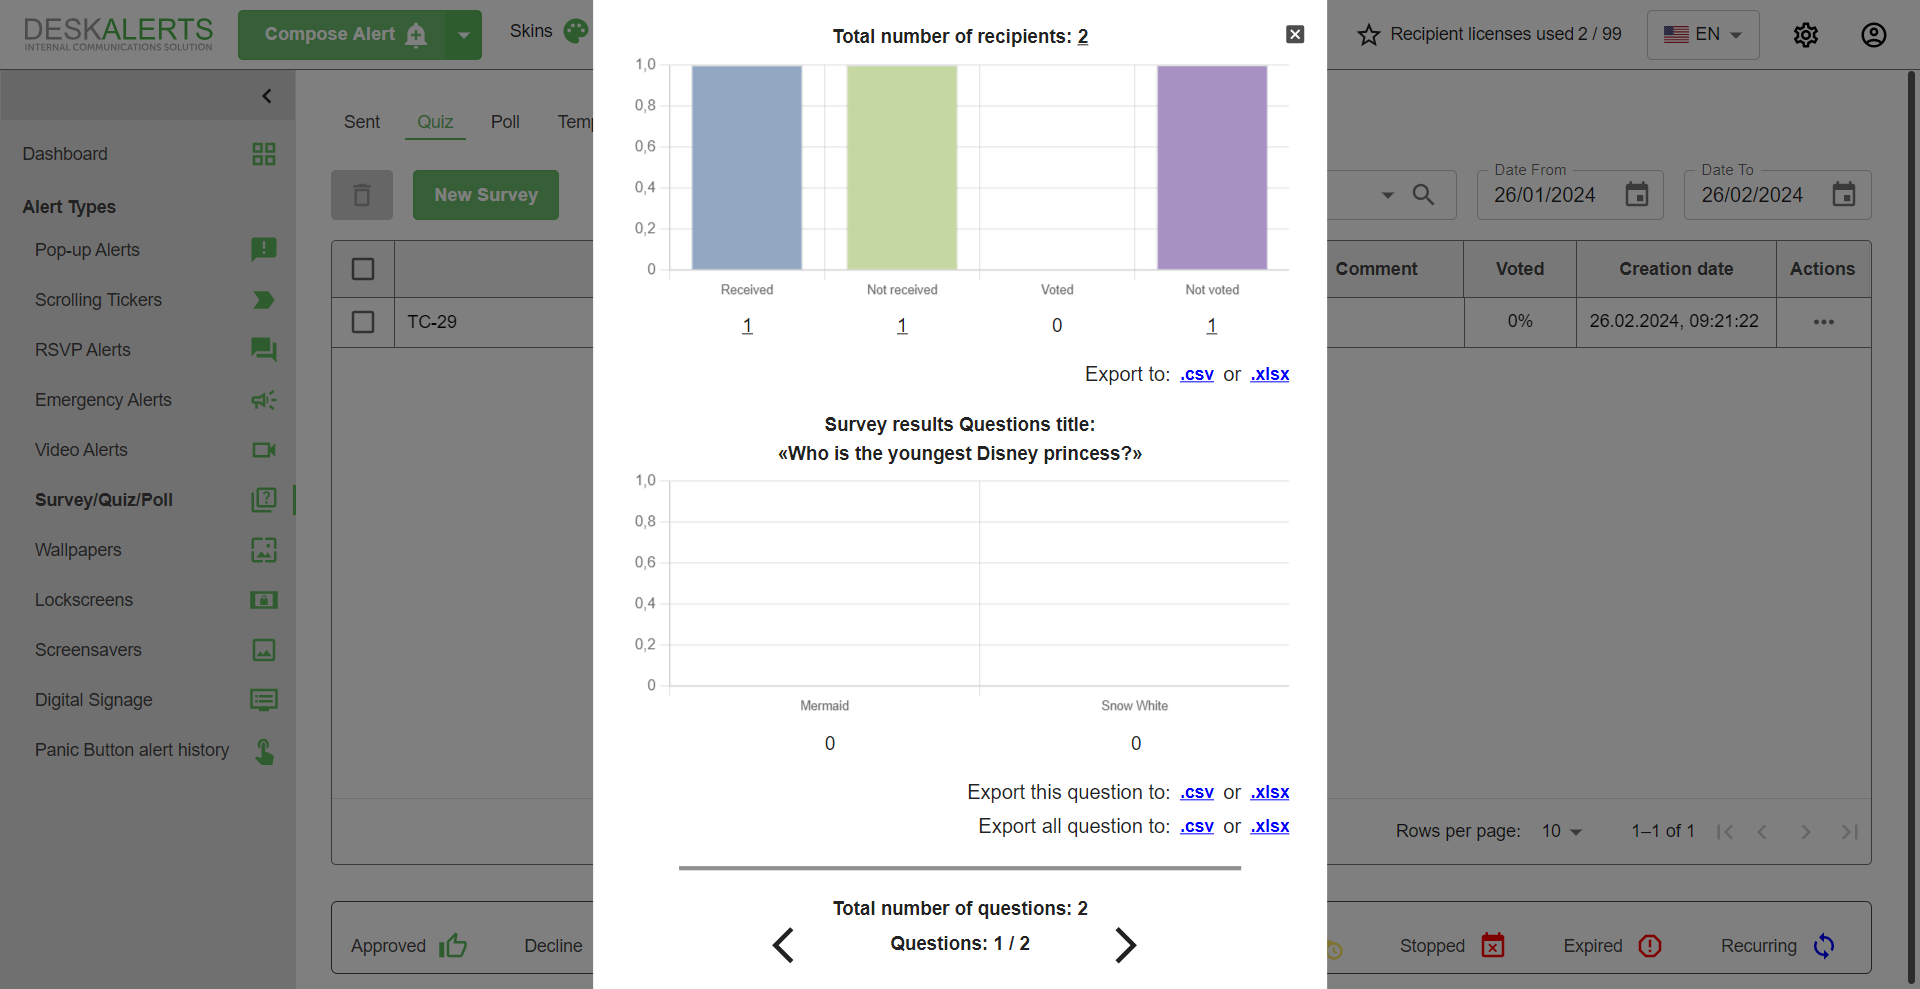 DESKALERTS
INTERNAL COMMUNICATIONS SOLUTION
Compose Alert
Skins
Total number of recipients: 2
Recipient licenses used 2 / 99
EN
Sent
Quiz
Poll
Temp
New Survey
Date From
26/01/2024
Date To
26/02/2024
Dashboard
Alert Types
Pop-up Alerts
Scrolling Tickers
RSVP Alerts
Emergency Alerts
Video Alerts
Survey/Quiz/Poll
Wallpapers
Lockscreens
Screensavers
Digital Signage
Panic Button alert history
Comment
Voted
Creation date
Actions
TC-29
0%
26.02.2024, 09:21:22
1,0
0,8
0,6
0,4
0,2
0
Received
Not received
Voted
Not voted
1
1
0
1
Export to: .csv or .xlsx
Survey results Questions title:
«Who is the youngest Disney princess?»
1,0
0,8
0,6
0,4
0,2
0
Mermaid
Snow White
0
0
Export this question to: .csv or .xlsx
Export all question to: .csv or .xlsx
Total number of questions: 2
Questions: 1 / 2
Rows per page: 10
1–1 of 1
Approved
Decline
Stopped
Expired
Recurring